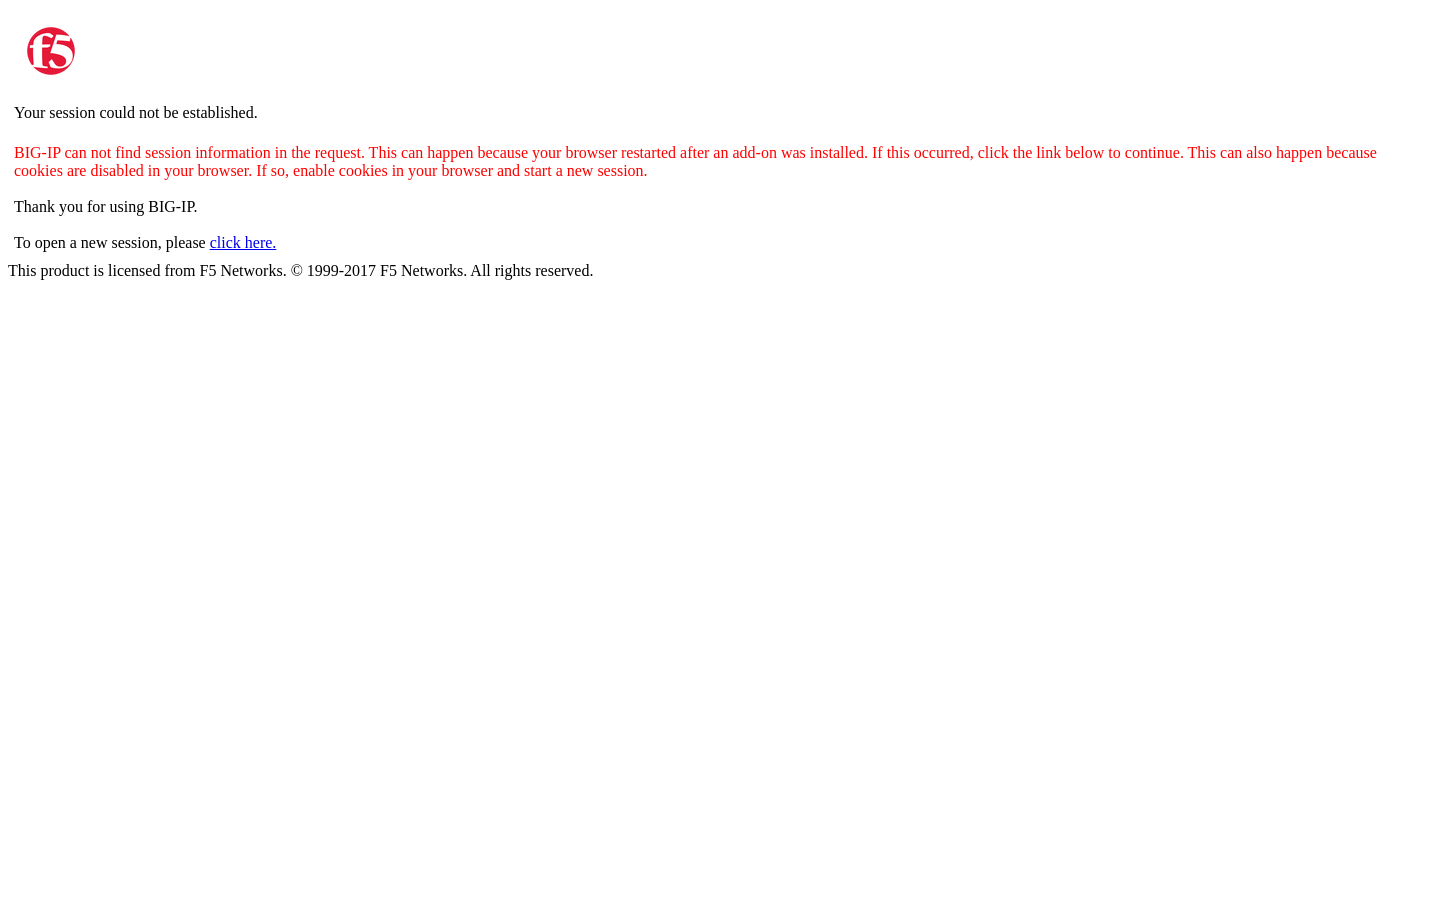 f5
Your session could not be established.
BIG-IP can not find session information in the request. This can happen because your browser restarted after an add-on was installed. If this occurred, click the link below to continue. This can also happen because
cookies are disabled in your browser. If so, enable cookies in your browser and start a new session.
Thank you for using BIG-IP.
To open a new session, please click here.
This product is licensed from F5 Networks. © 1999-2017 F5 Networks. All rights reserved.